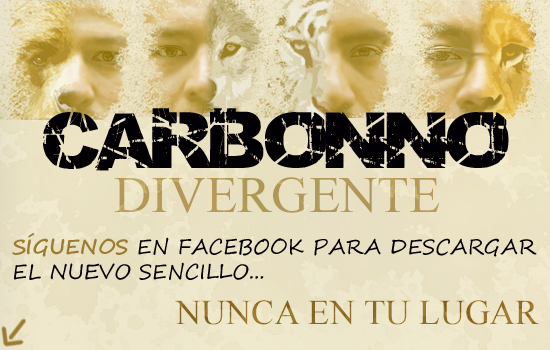 CARBONNO
DIVERGENTE
SÍGUENOS EN FACEBOOK PARA DESCARGAR
EL NUEVO SENCILLO...
NUNCA EN TU LUGAR